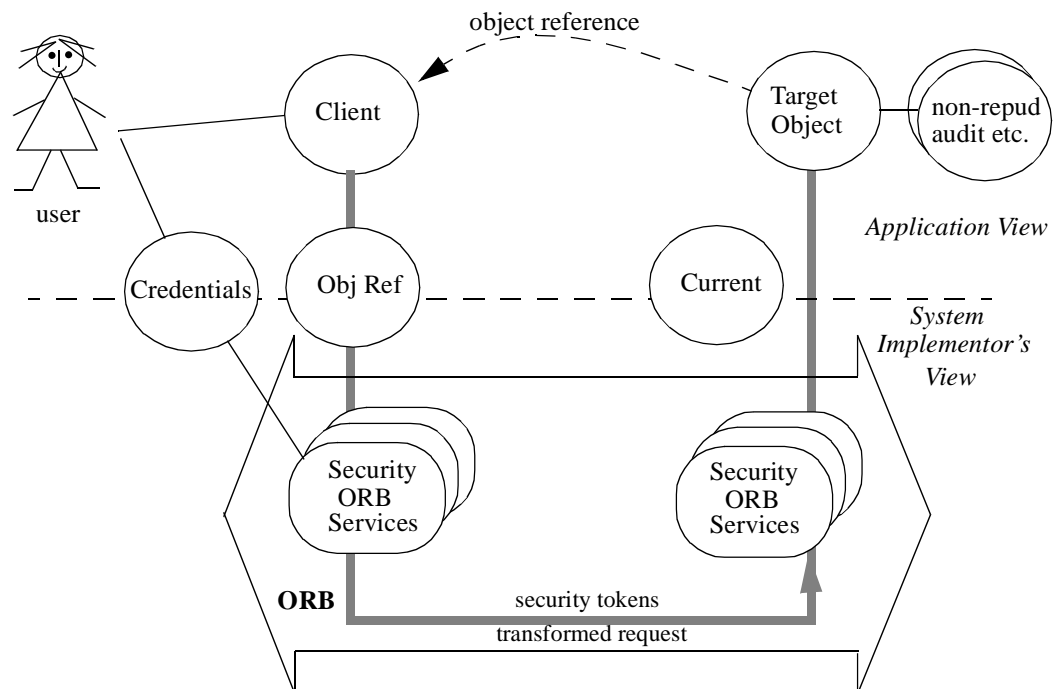 object reference
Client
Target
Object
non-repud
audit etc.
user
Application View
Credentials
Obj Ref
Current
System
Implementor's
View
Security
ORB
Services
Security
ORB
Services
ORB
security tokens
transformed request